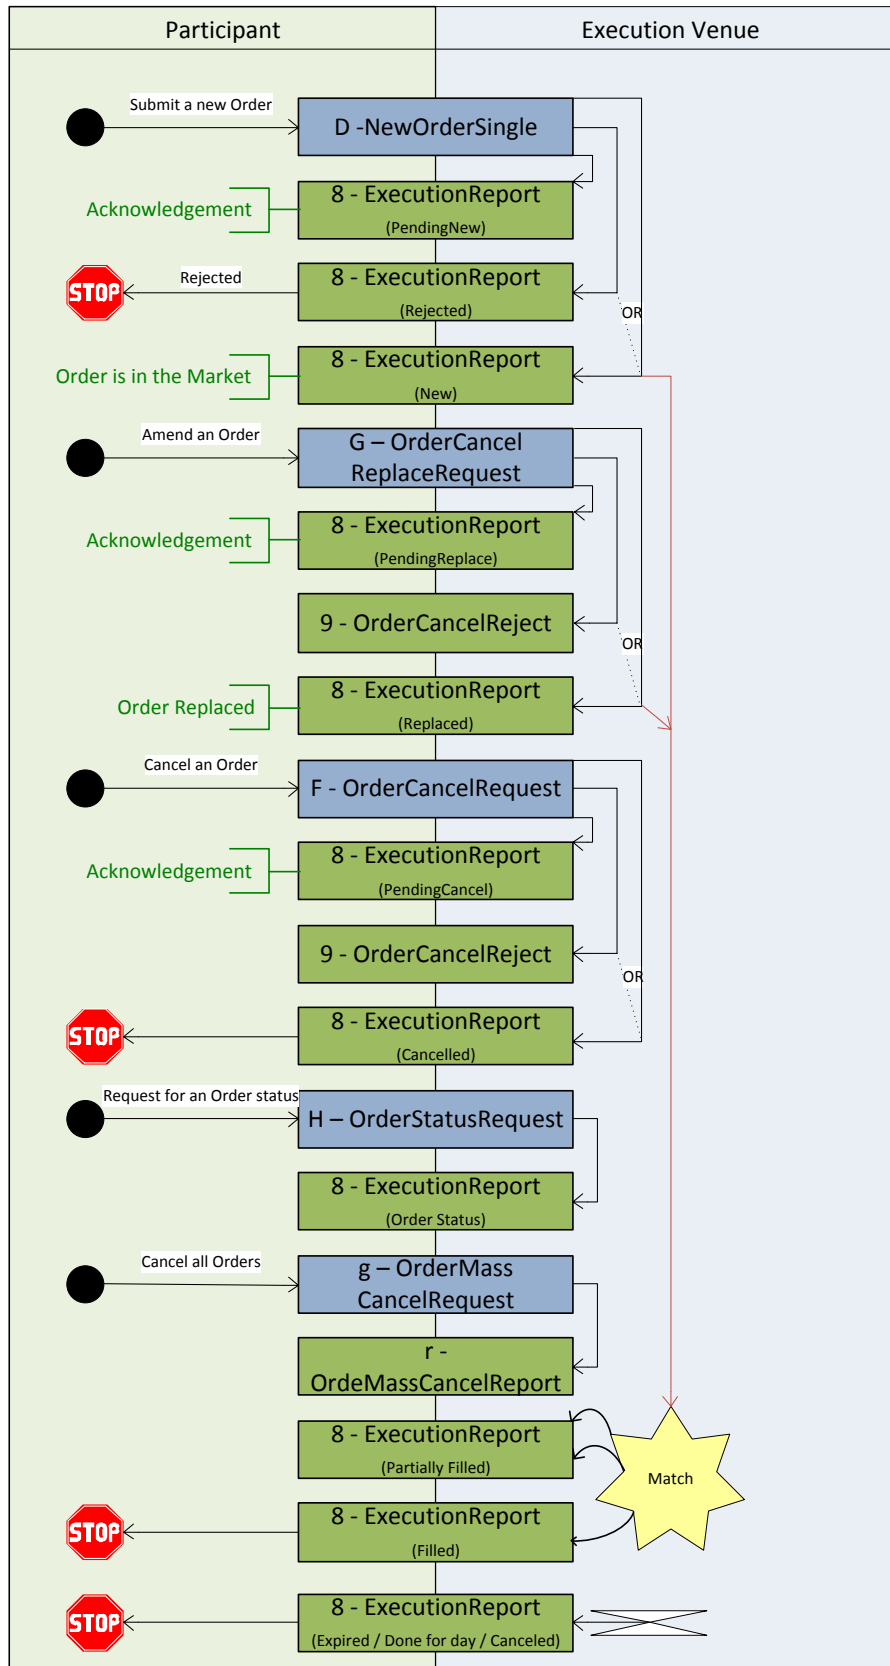 Participant
Execution Venue
Submit a new Order
D -NewOrderSingle
Acknowledgement
8 - ExecutionReport
(PendingNew)
STOP
Rejected
8 - ExecutionReport
(Rejected)
OR
Order is in the Market
8 - ExecutionReport
(New)
Amend an Order
G – OrderCancel
ReplaceRequest
Acknowledgement
8 - ExecutionReport
(PendingReplace)
9 - OrderCancelReject
OR
Order Replaced
8 - ExecutionReport
(Replaced)
Cancel an Order
F - OrderCancelRequest
Acknowledgement
8 - ExecutionReport
(PendingCancel)
9 - OrderCancelReject
OR
STOP
8 - ExecutionReport
(Cancelled)
Request for an Order status
H – OrderStatusRequest
8 - ExecutionReport
(Order Status)
Cancel all Orders
g – OrderMass
CancelRequest
r -
OrdeMassCancelReport
8 - ExecutionReport
(Partially Filled)
Match
STOP
8 - ExecutionReport
(Filled)
STOP
8 - ExecutionReport
(Expired / Done for day / Canceled)